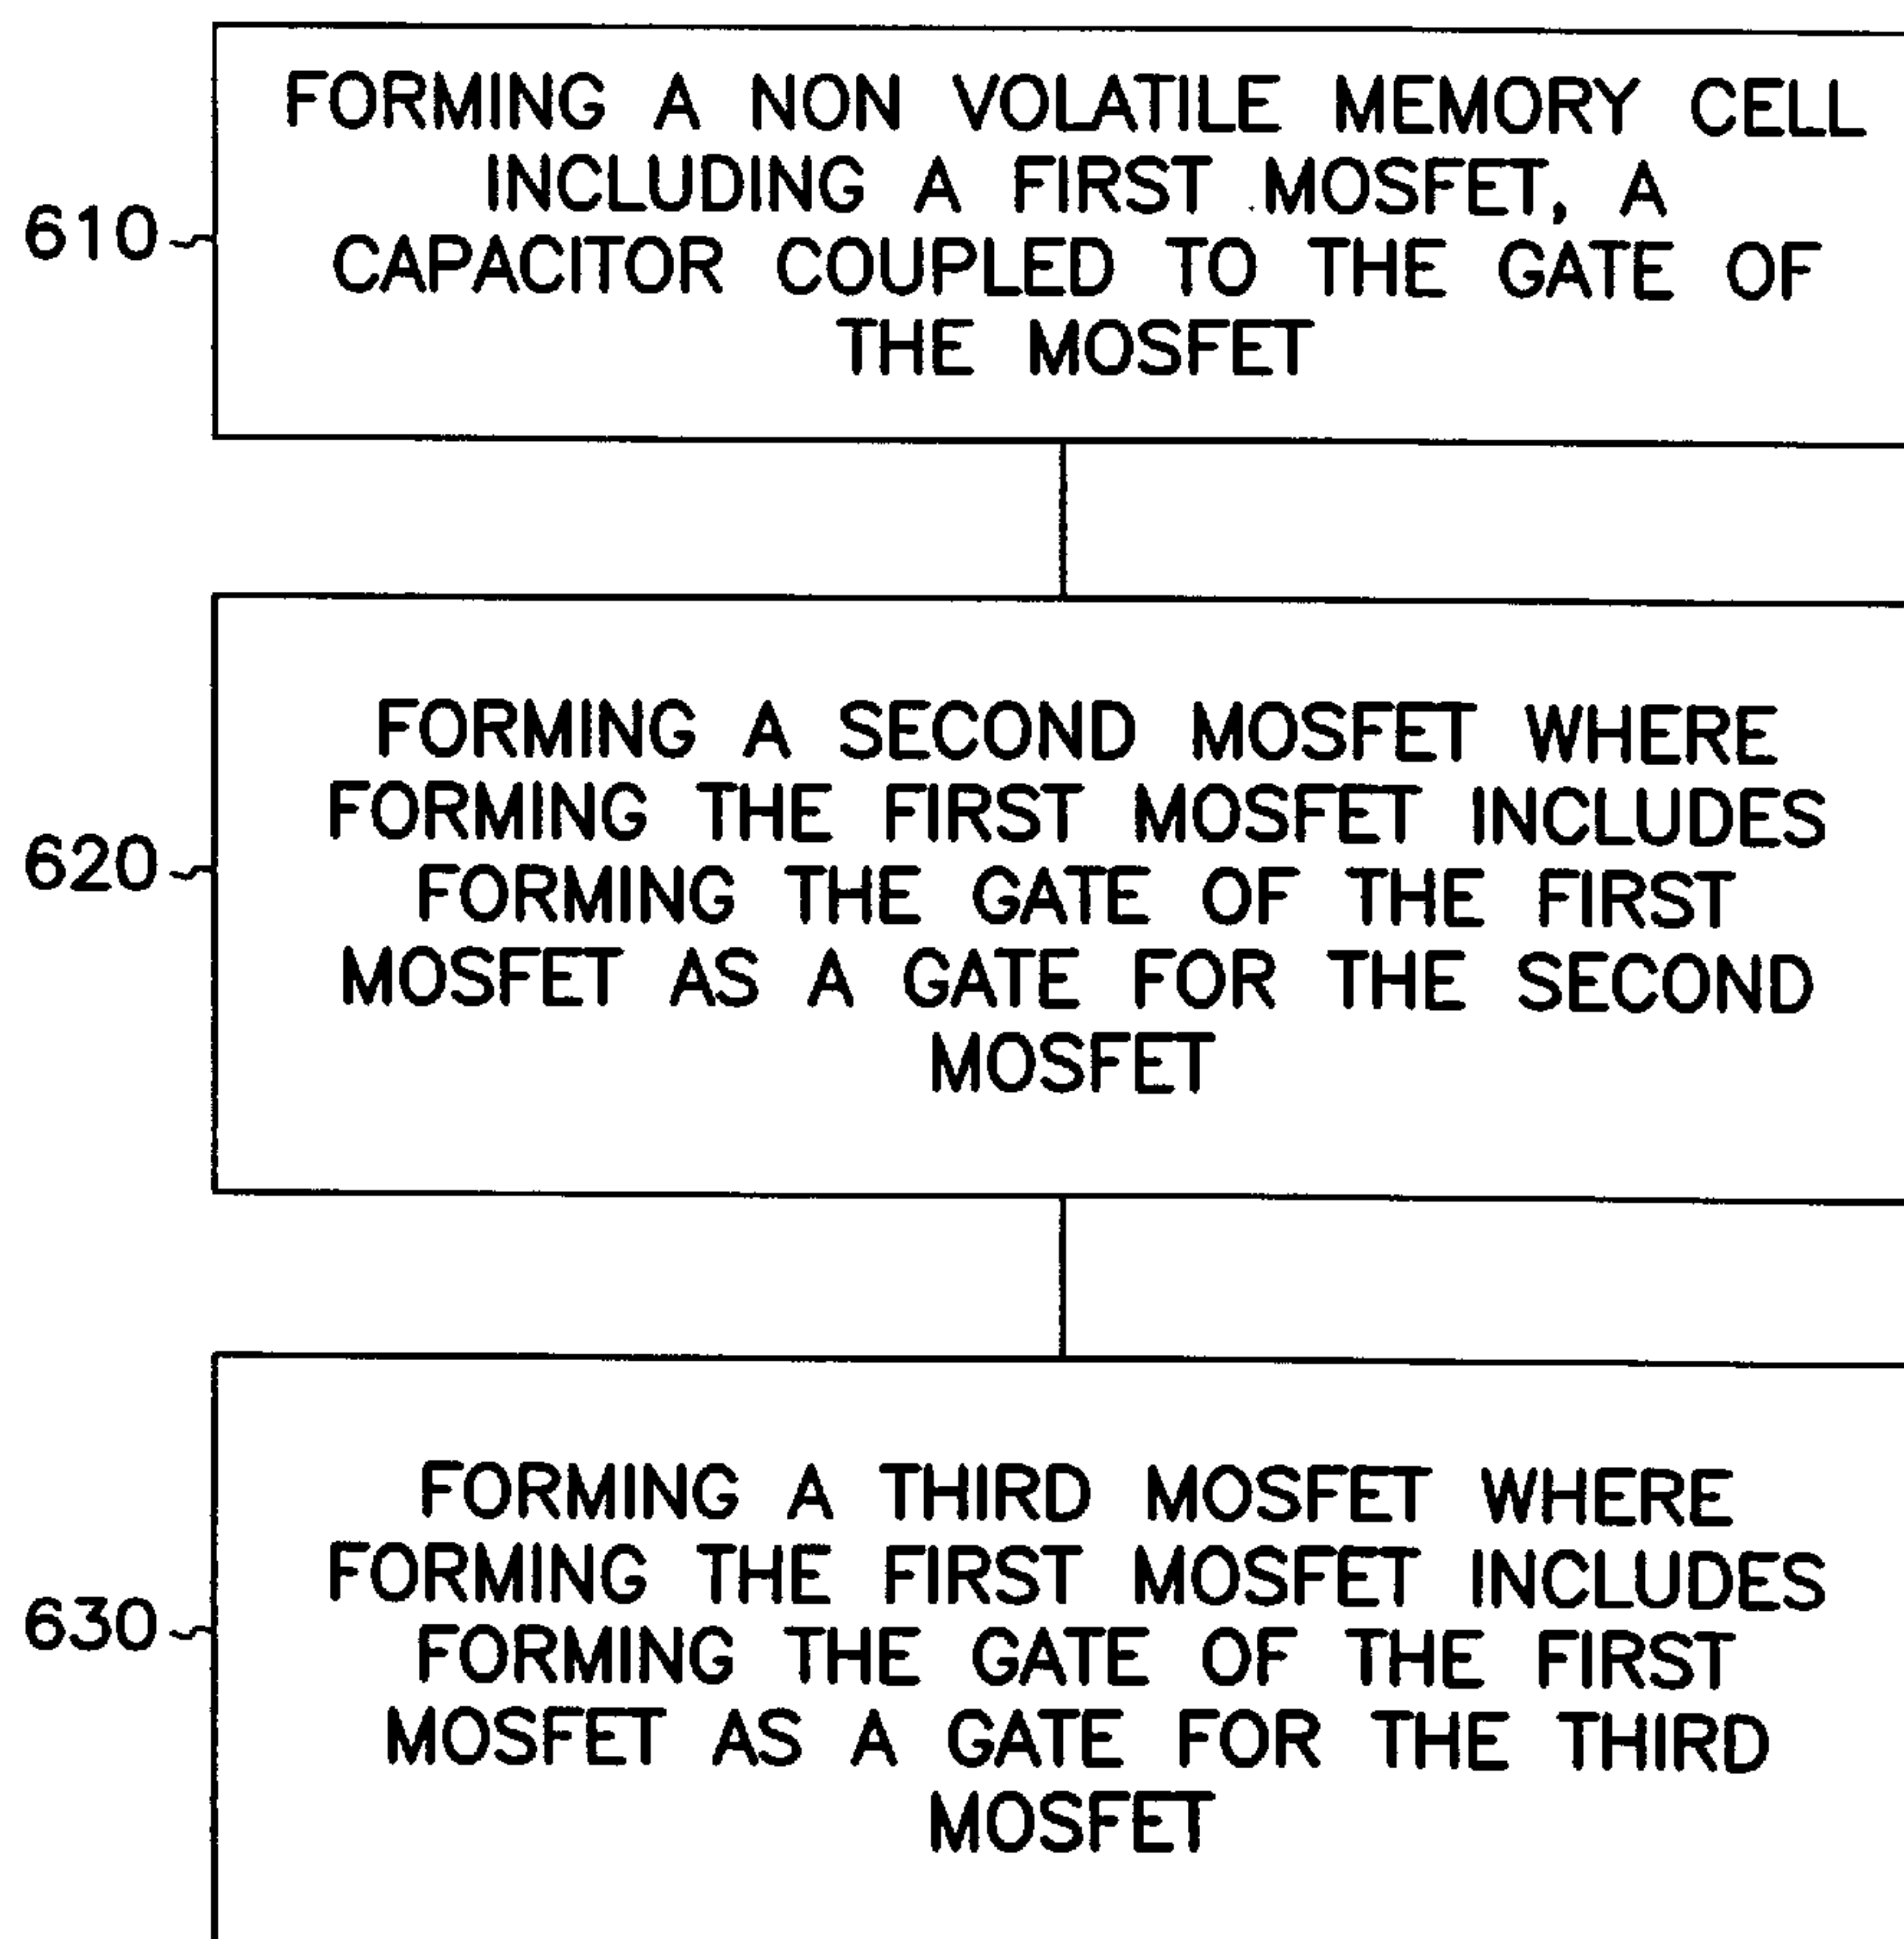 FORMING A NON VOLATILE MEMORY CELL
INCLUDING A FIRST MOSFET, A
610
CAPACITOR COUPLED TO THE GATE OF
THE MOSFET
FORMING A SECOND MOSFET WHERE
FORMING THE FIRST MOSFET INCLUDES
620
FORMING THE GATE OF THE FIRST
MOSFET AS A GATE FOR THE SECOND
MOSFET
FORMING A THIRD MOSFET WHERE
FORMING THE FIRST MOSFET INCLUDES
630
FORMING THE GATE OF THE FIRST
MOSFET AS A GATE FOR THE THIRD
MOSFET